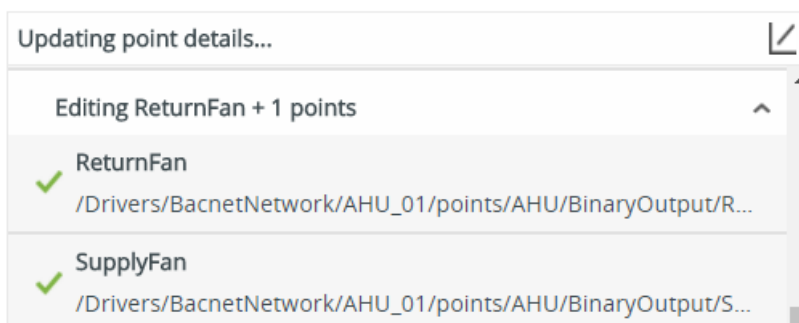 Updating point details...
Editing ReturnFan + 1 points
ReturnFan
/Drivers/BacnetNetwork/AHU_01/points/AHU/BinaryOutput/R...
SupplyFan
/Drivers/BacnetNetwork/AHU_01/points/AHU/BinaryOutput/S...